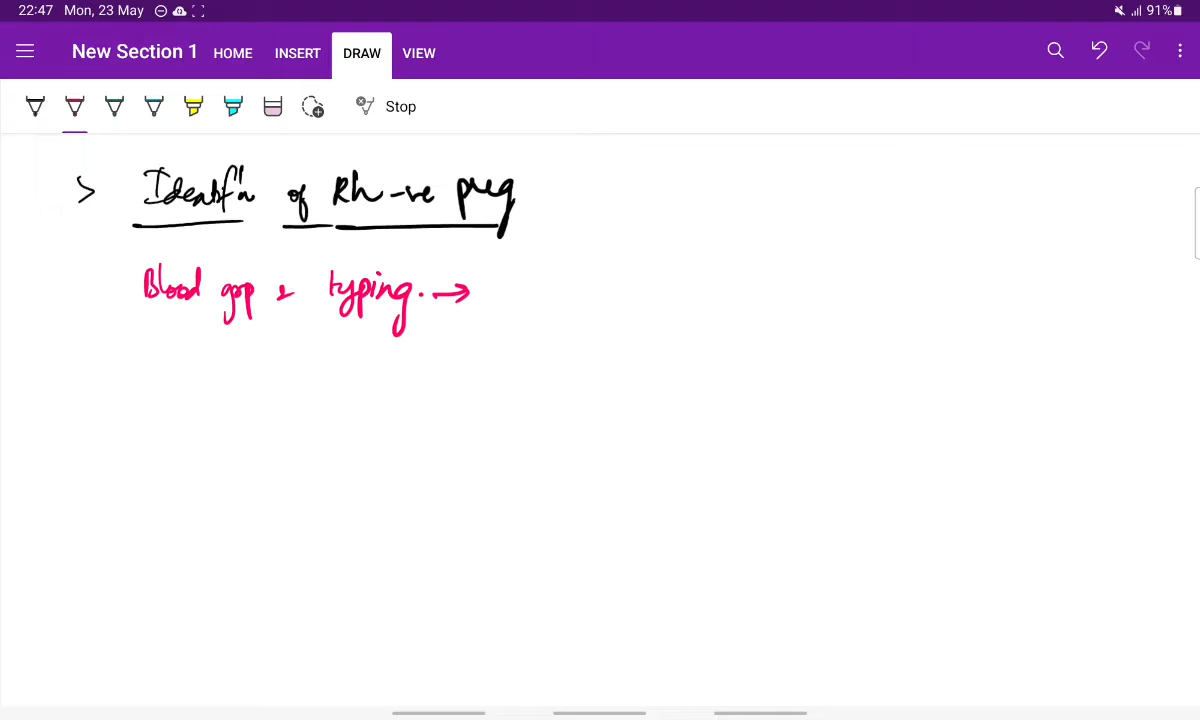 22:47 Mon, 23 May 91%
New Section 1 HOME INSERT DRAW VIEW
Stop
> Identifⁿ of Rh -ve preg
Blood grp & typing. →